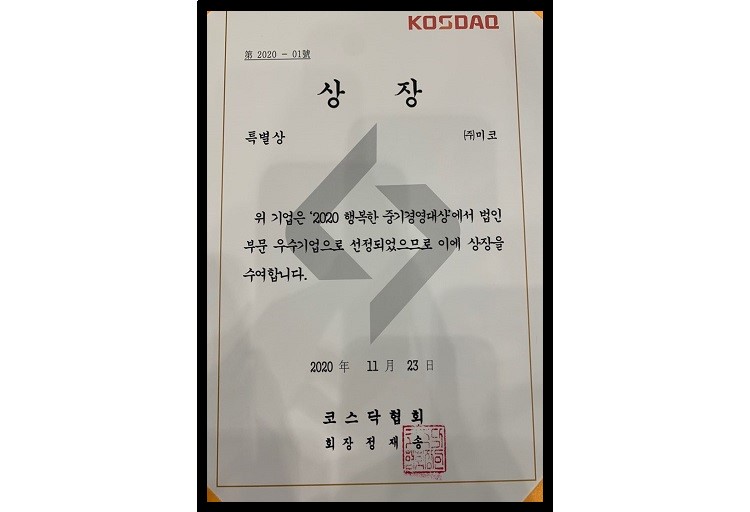 KOSDAQ
第 2020 - 01號
상 장
특별상 ㈜미코
위 기업은 '2020 행복한 중기경영대상'에서 법인
부문 우수기업으로 선정되었으므로 이에 상장을
수여합니다.
2020 年 11 月 23 日
코스닥협회
회장 정 재 송